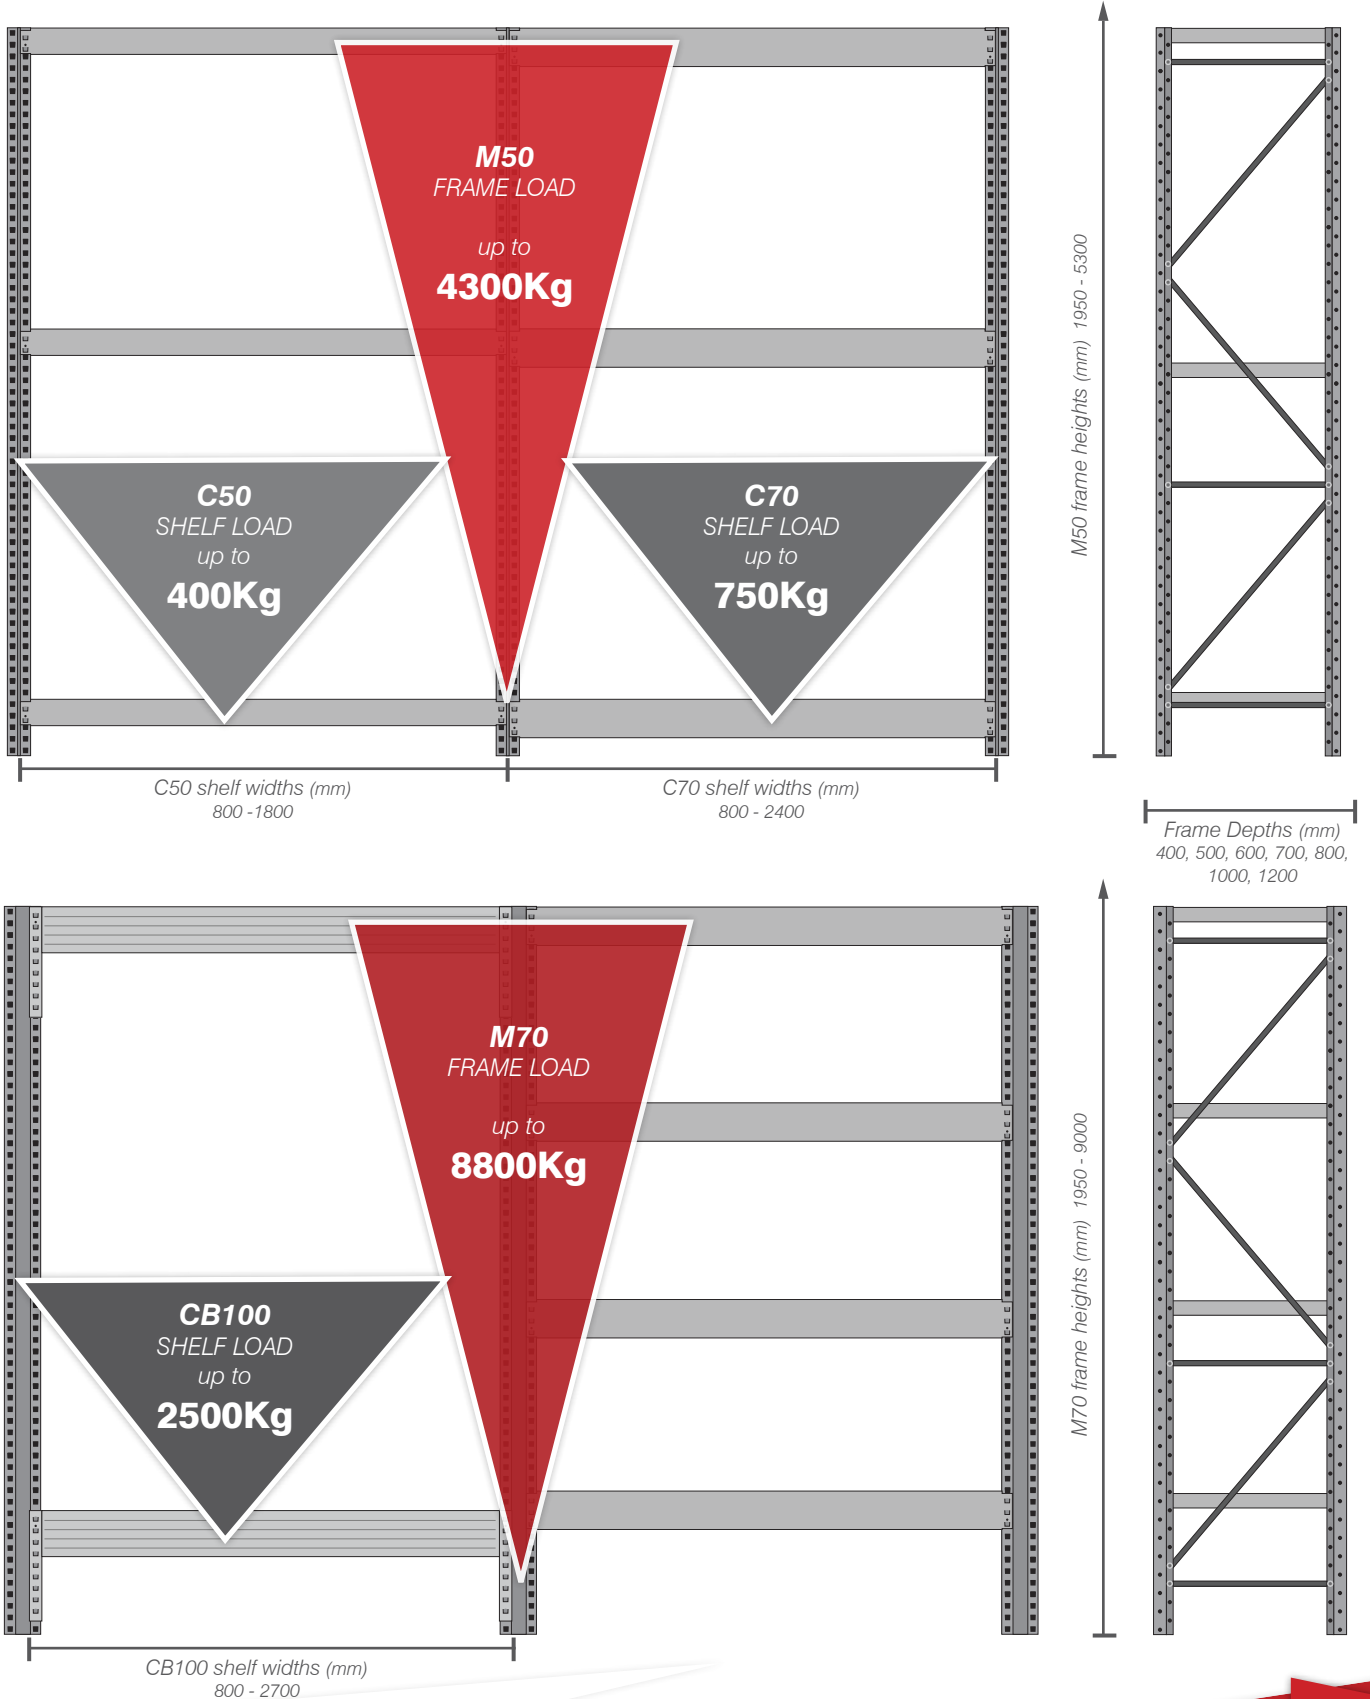 M50
FRAME LOAD
up to
4300Kg
C50
SHELF LOAD
up to
400Kg
C70
SHELF LOAD
up to
750Kg
C50 shelf widths (mm)
800 -1800
C70 shelf widths (mm)
800 - 2400
M50 frame heights (mm) 1950 - 5300
Frame Depths (mm)
400, 500, 600, 700, 800,
1000, 1200
M70
FRAME LOAD
up to
8800Kg
CB100
SHELF LOAD
up to
2500Kg
CB100 shelf widths (mm)
800 - 2700
M70 frame heights (mm) 1950 - 9000